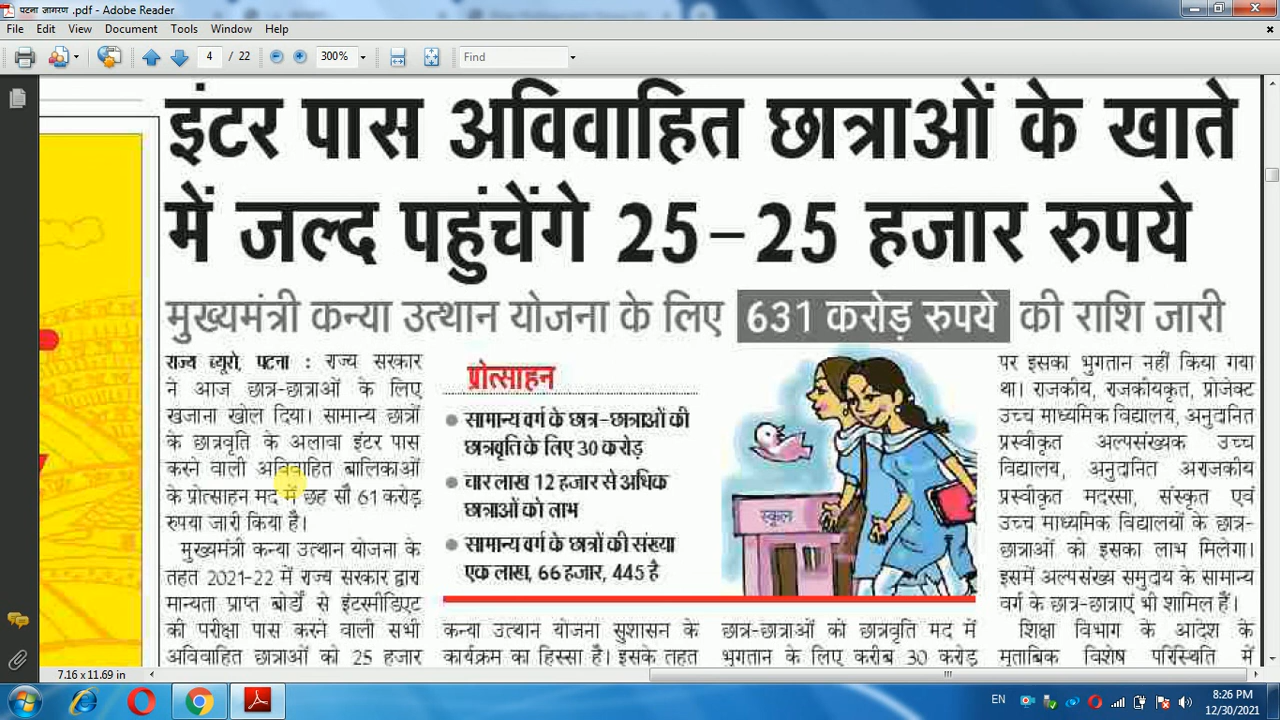 पटना जागरण .pdf - Adobe Reader
File Edit View Document Tools Window Help
4 / 22 300% Find
इंटर पास अविवाहित छात्राओं के खाते
में जल्द पहुंचेंगे 25-25 हजार रुपये
मुख्यमंत्री कन्या उत्थान योजना के लिए 631 करोड़ रुपये की राशि जारी
राज्य ब्यूरो, पटना : राज्य सरकार
ने आज छात्र-छात्राओं के लिए
खजाना खोल दिया। सामान्य छात्रों
के छात्रवृति के अलावा इंटर पास
करने वाली अविवाहित बालिकाओं
के प्रोत्साहन मद में छह सौ 61 करोड़
रुपया जारी किया है।
मुख्यमंत्री कन्या उत्थान योजना के
तहत 2021-22 में राज्य सरकार द्वारा
मान्यता प्राप्त बोर्डों से इंटरमीडिएट
की परीक्षा पास करने वाली सभी
अविवाहित छात्राओं को 25 हजार
प्रोत्साहन
सामान्य वर्ग के छात्र-छात्राओं की
छात्रवृति के लिए 30 करोड़
चार लाख 12 हजार से अधिक
छात्राओं को लाभ
सामान्य वर्ग के छात्रों की संख्या
एक लाख, 66 हजार, 445 है
स्कूल
कन्या उत्थान योजना सुशासन के
कार्यक्रम का हिस्सा है। इसके तहत
छात्र-छात्राओं को छात्रवृति मद में
भुगतान के लिए करीब 30 करोड़
पर इसका भुगतान नहीं किया गया
था। राजकीय, राजकीयकृत, प्रोजेक्ट
उच्च माध्यमिक विद्यालय, अनुदानित
प्रस्वीकृत अल्पसंख्यक उच्च
विद्यालय, अनुदानित अराजकीय
प्रस्वीकृत मदरसा, संस्कृत एवं
उच्च माध्यमिक विद्यालयों के छात्र-
छात्राओं को इसका लाभ मिलेगा।
इसमें अल्पसंख्य समुदाय के सामान्य
वर्ग के छात्र-छात्राएं भी शामिल हैं।
शिक्षा विभाग के आदेश के
मुताबिक विशेष परिस्थिति में
7.16 x 11.69 in
EN 8:26 PM
12/30/2021